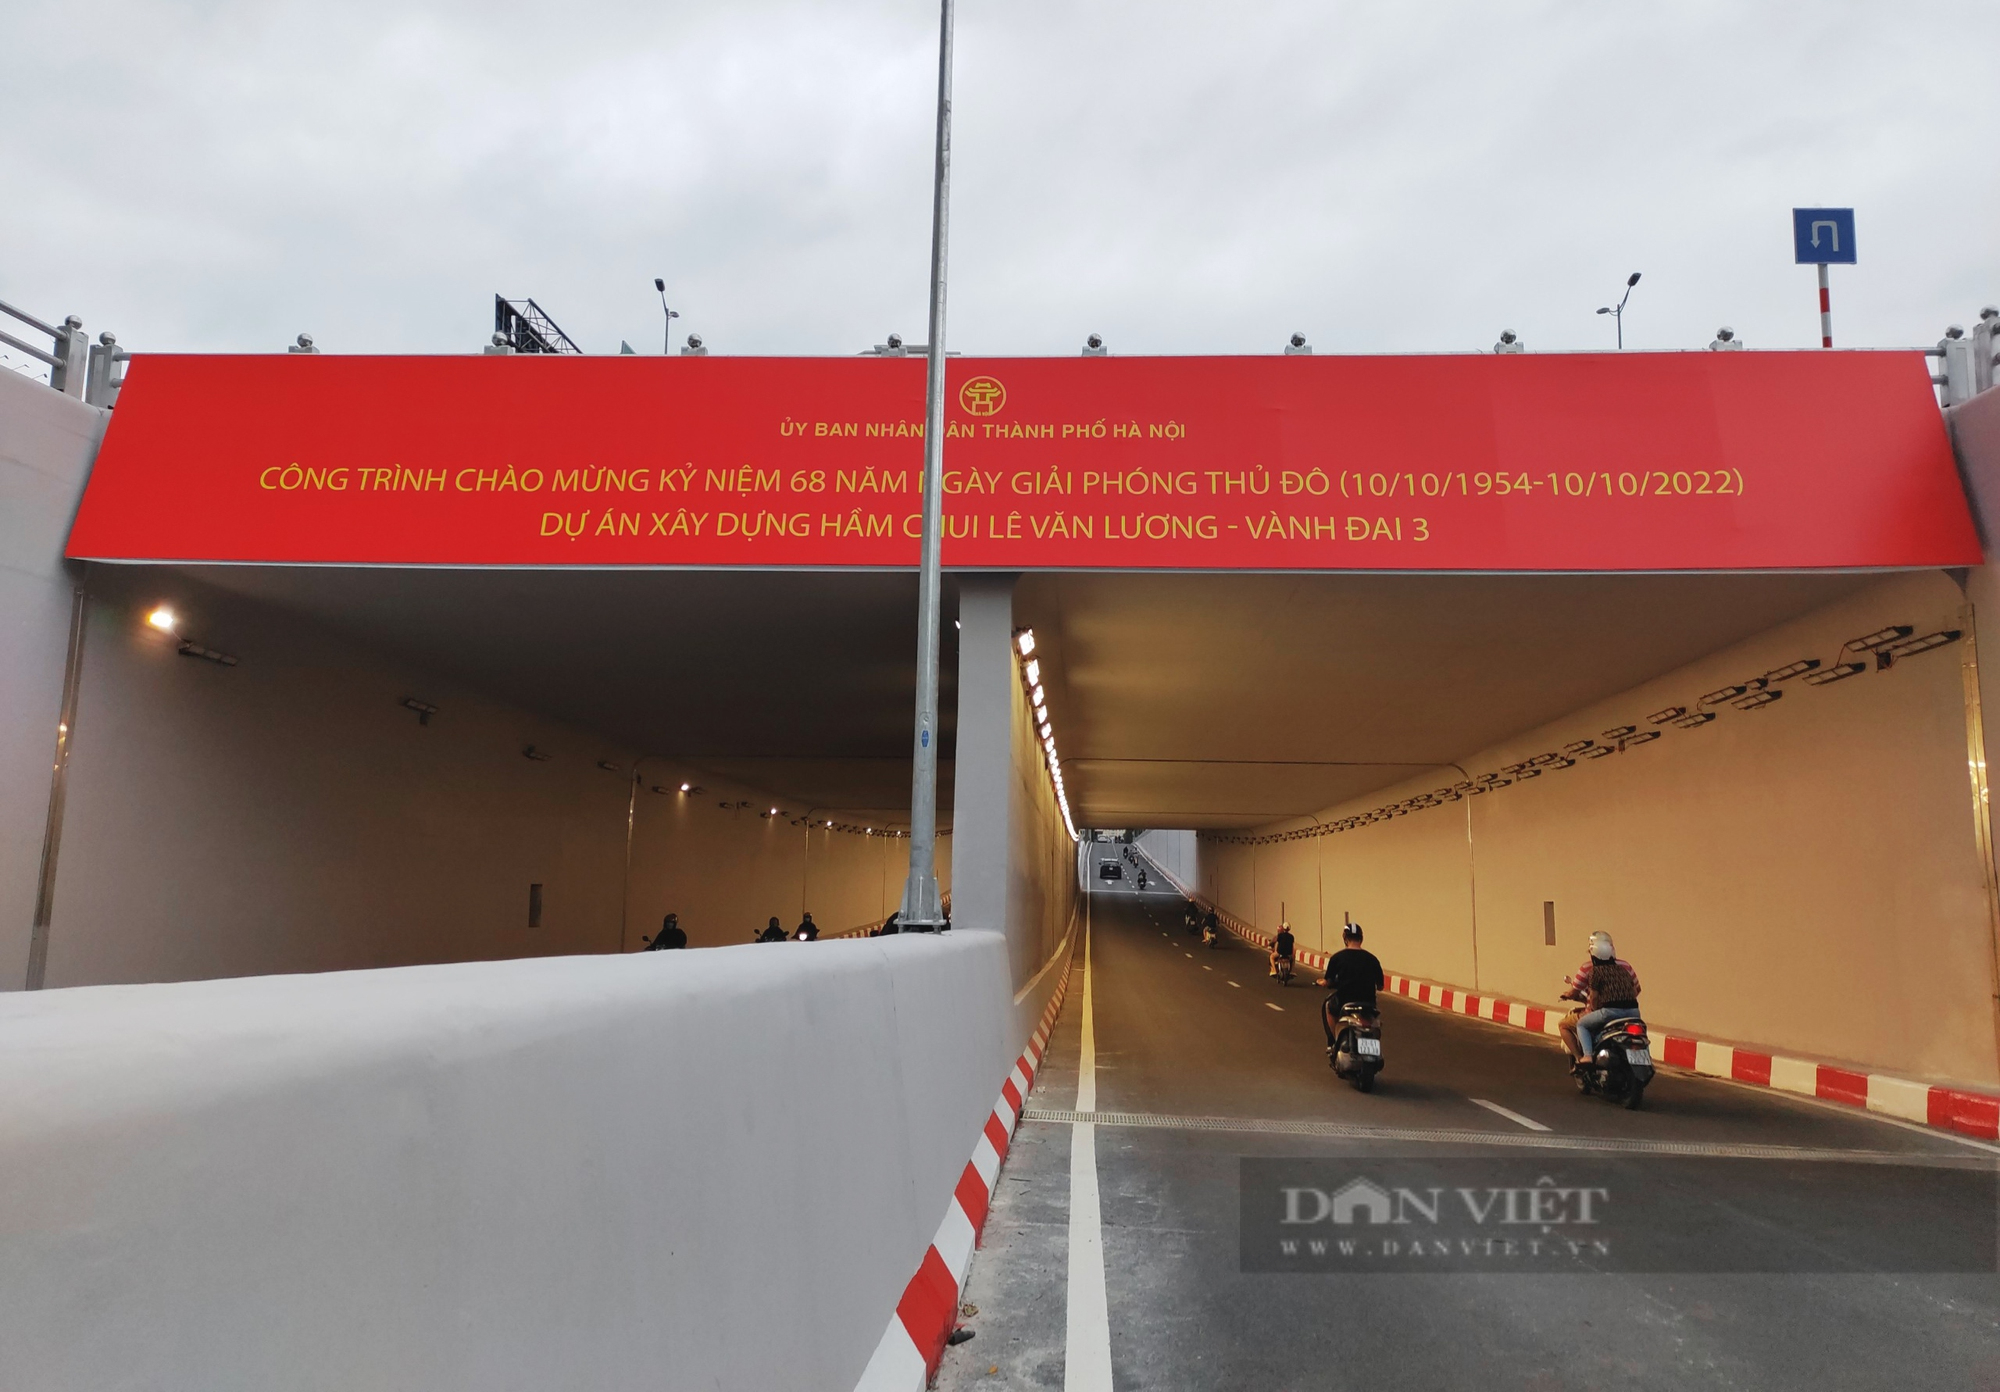 ỦY BAN NHÂN DÂN THÀNH PHỐ HÀ NỘI
CÔNG TRÌNH CHÀO MỪNG KỶ NIỆM 68 NĂM NGÀY GIẢI PHÓNG THỦ ĐÔ (10/10/1954-10/10/2022)
DỰ ÁN XÂY DỰNG HẦM CHUI LÊ VĂN LƯƠNG - VÀNH ĐAI 3
DÂN VIỆT
WWW.DANVIET.VN